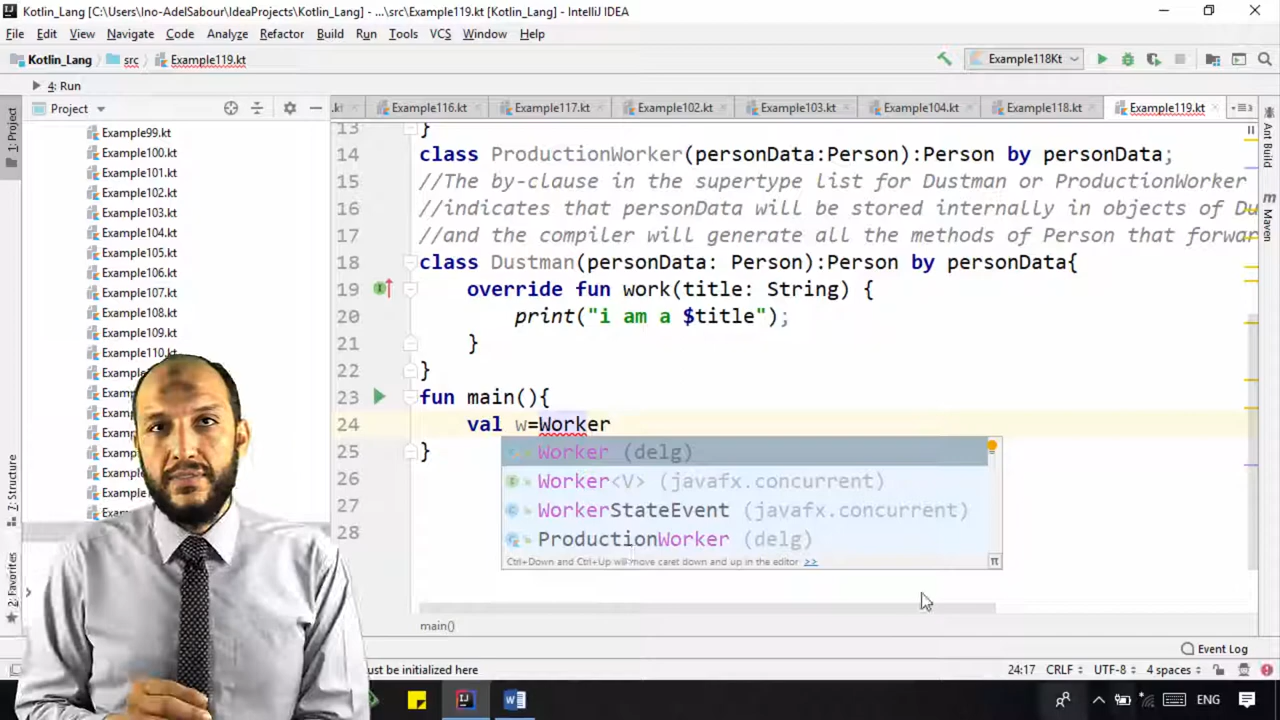 Kotlin_Lang [C:\Users\Ino-AdelSabour\IdeaProjects\Kotlin_Lang] - ...\src\Example119.kt [Kotlin_Lang] - IntelliJ IDEA
File Edit View Navigate Code Analyze Refactor Build Run Tools VCS Window Help
Kotlin_Lang src Example119.kt Example118Kt
4: Run
Project
.kt Example116.kt Example117.kt Example102.kt Example103.kt Example104.kt Example118.kt Example119.kt
1: Project
Example99.kt
Example100.kt
Example101.kt
Example102.kt
Example103.kt
Example104.kt
Example105.kt
Example106.kt
Example107.kt
Example108.kt
Example109.kt
Example110.kt
7: Structure
2: Favorites
13 }
14 class ProductionWorker(personData:Person):Person by personData;
15 //The by-clause in the supertype list for Dustman or ProductionWorker
16 //indicates that personData will be stored internally in objects of Du
17 //and the compiler will generate all the methods of Person that forwar
18 class Dustman(personData: Person):Person by personData{
19 override fun work(title: String) {
20 print("i am a $title");
21 }
22 }
23 fun main(){
24 val w=Worker
25 }
26
27
28
Worker (delg)
Worker<V> (javafx.concurrent)
WorkerStateEvent (javafx.concurrent)
ProductionWorker (delg)
Ctrl+Down and Ctrl+Up will move caret down and up in the editor >>
main()
Ant Build
Maven
Event Log
ust be initialized here 24:17 CRLF UTF-8 4 spaces
ENG